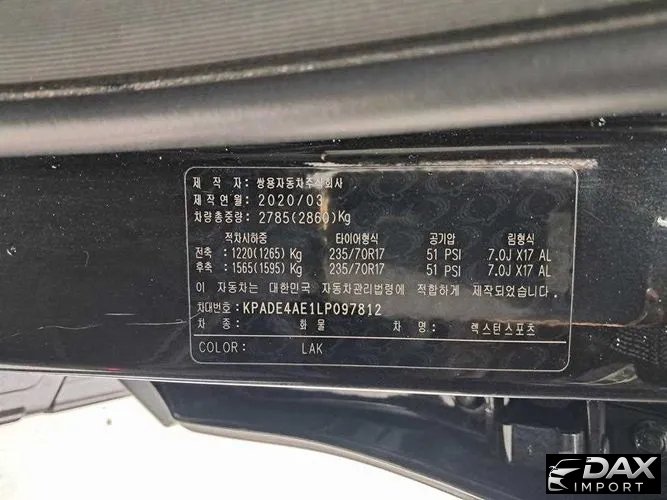 제 작 자 : 쌍용자동차주식회사
제작연월 : 2020/03
차량총중량 : 2785(2860)Kg
적차시하중 타이어형식 공기압 림형식
전축 : 1220(1265) Kg 235/70R17 51 PSI 7.0J X17 AL
후축 : 1565(1595) Kg 235/70R17 51 PSI 7.0J X17 AL
이 자동차는 대한민국 자동차관리법령에 적합하게 제작되었습니다.
차대번호: KPADE4AE1LP097812
차 종 : 화 물 차 명 : 렉스턴스포츠
COLOR: LAK
DAX
IMPORT